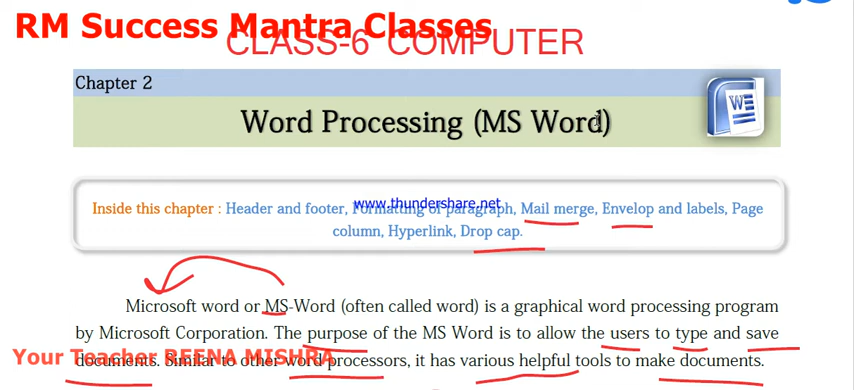 RM Success Mantra Classes
CLASS-6 COMPUTER
Chapter 2
Word Processing (MS Word)
www.thundershare.net
Inside this chapter : Header and footer, Formatting of paragraph, Mail merge, Envelop and labels, Page
column, Hyperlink, Drop cap.
Microsoft word or MS-Word (often called word) is a graphical word processing program
by Microsoft Corporation. The purpose of the MS Word is to allow the users to type and save
documents. Similar to other word processors, it has various helpful tools to make documents.
Your Teacher REENA MISHRA